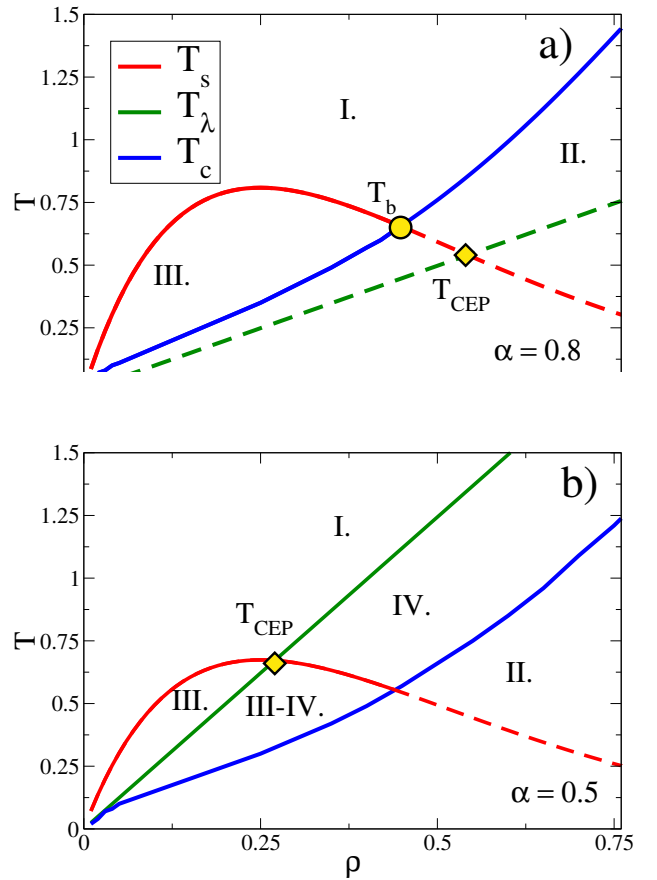 1.5
a)
T_s
T_λ
T_c
I.
1.25
II.
1
T
0.75
T_b
III.
0.5
T_CEP
0.25
α = 0.8
1.5
b)
1.25
I.
1
IV.
T_CEP
T
0.75
II.
0.5
III.
III-IV.
0.25
α = 0.5
0
0 0.25 0.5 0.75
ρ